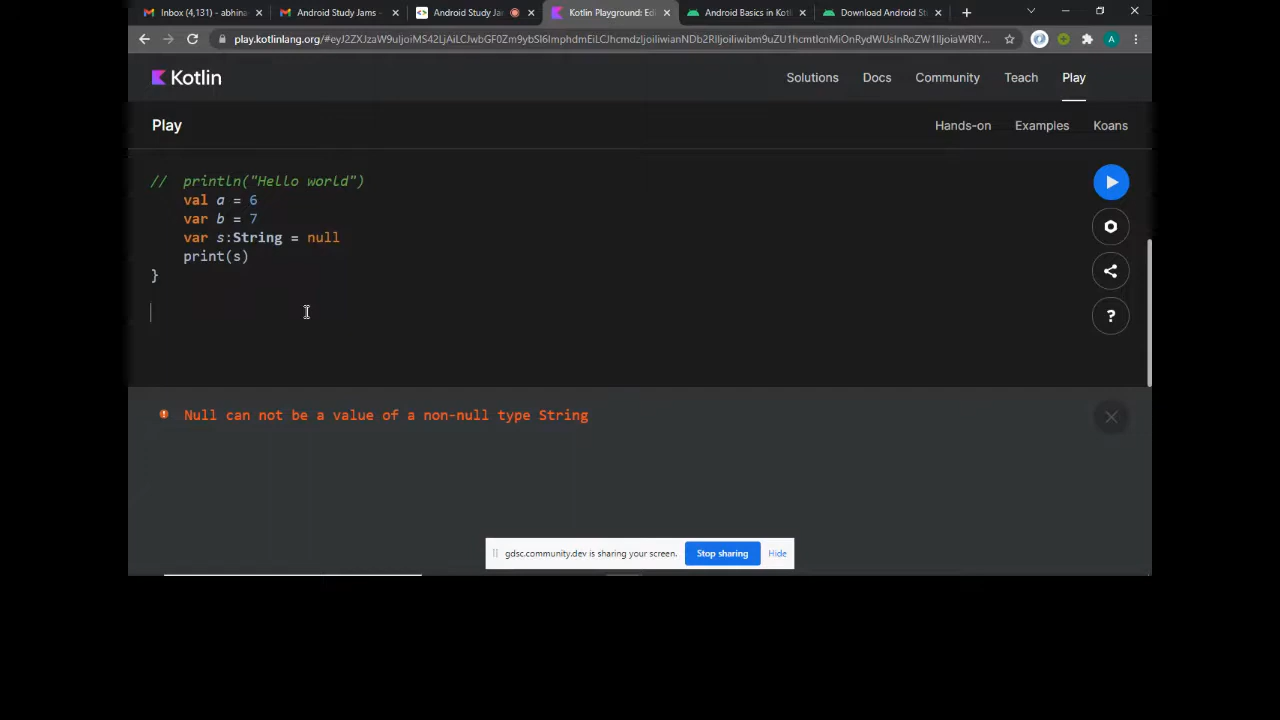 Inbox (4,131) - abhina
Android Study Jams -
Android Study Ja
Kotlin Playground: Edi
Android Basics in Kotl
Download Android St
Kotlin
Solutions
Docs
Community
Teach
Play
Play
Hands-on
Examples
Koans
// println("Hello world")
val a = 6
var b = 7
var s:String = null
print(s)
}
?
Null can not be a value of a non-null type String
gdsc.community.dev is sharing your screen.
Stop sharing
Hide